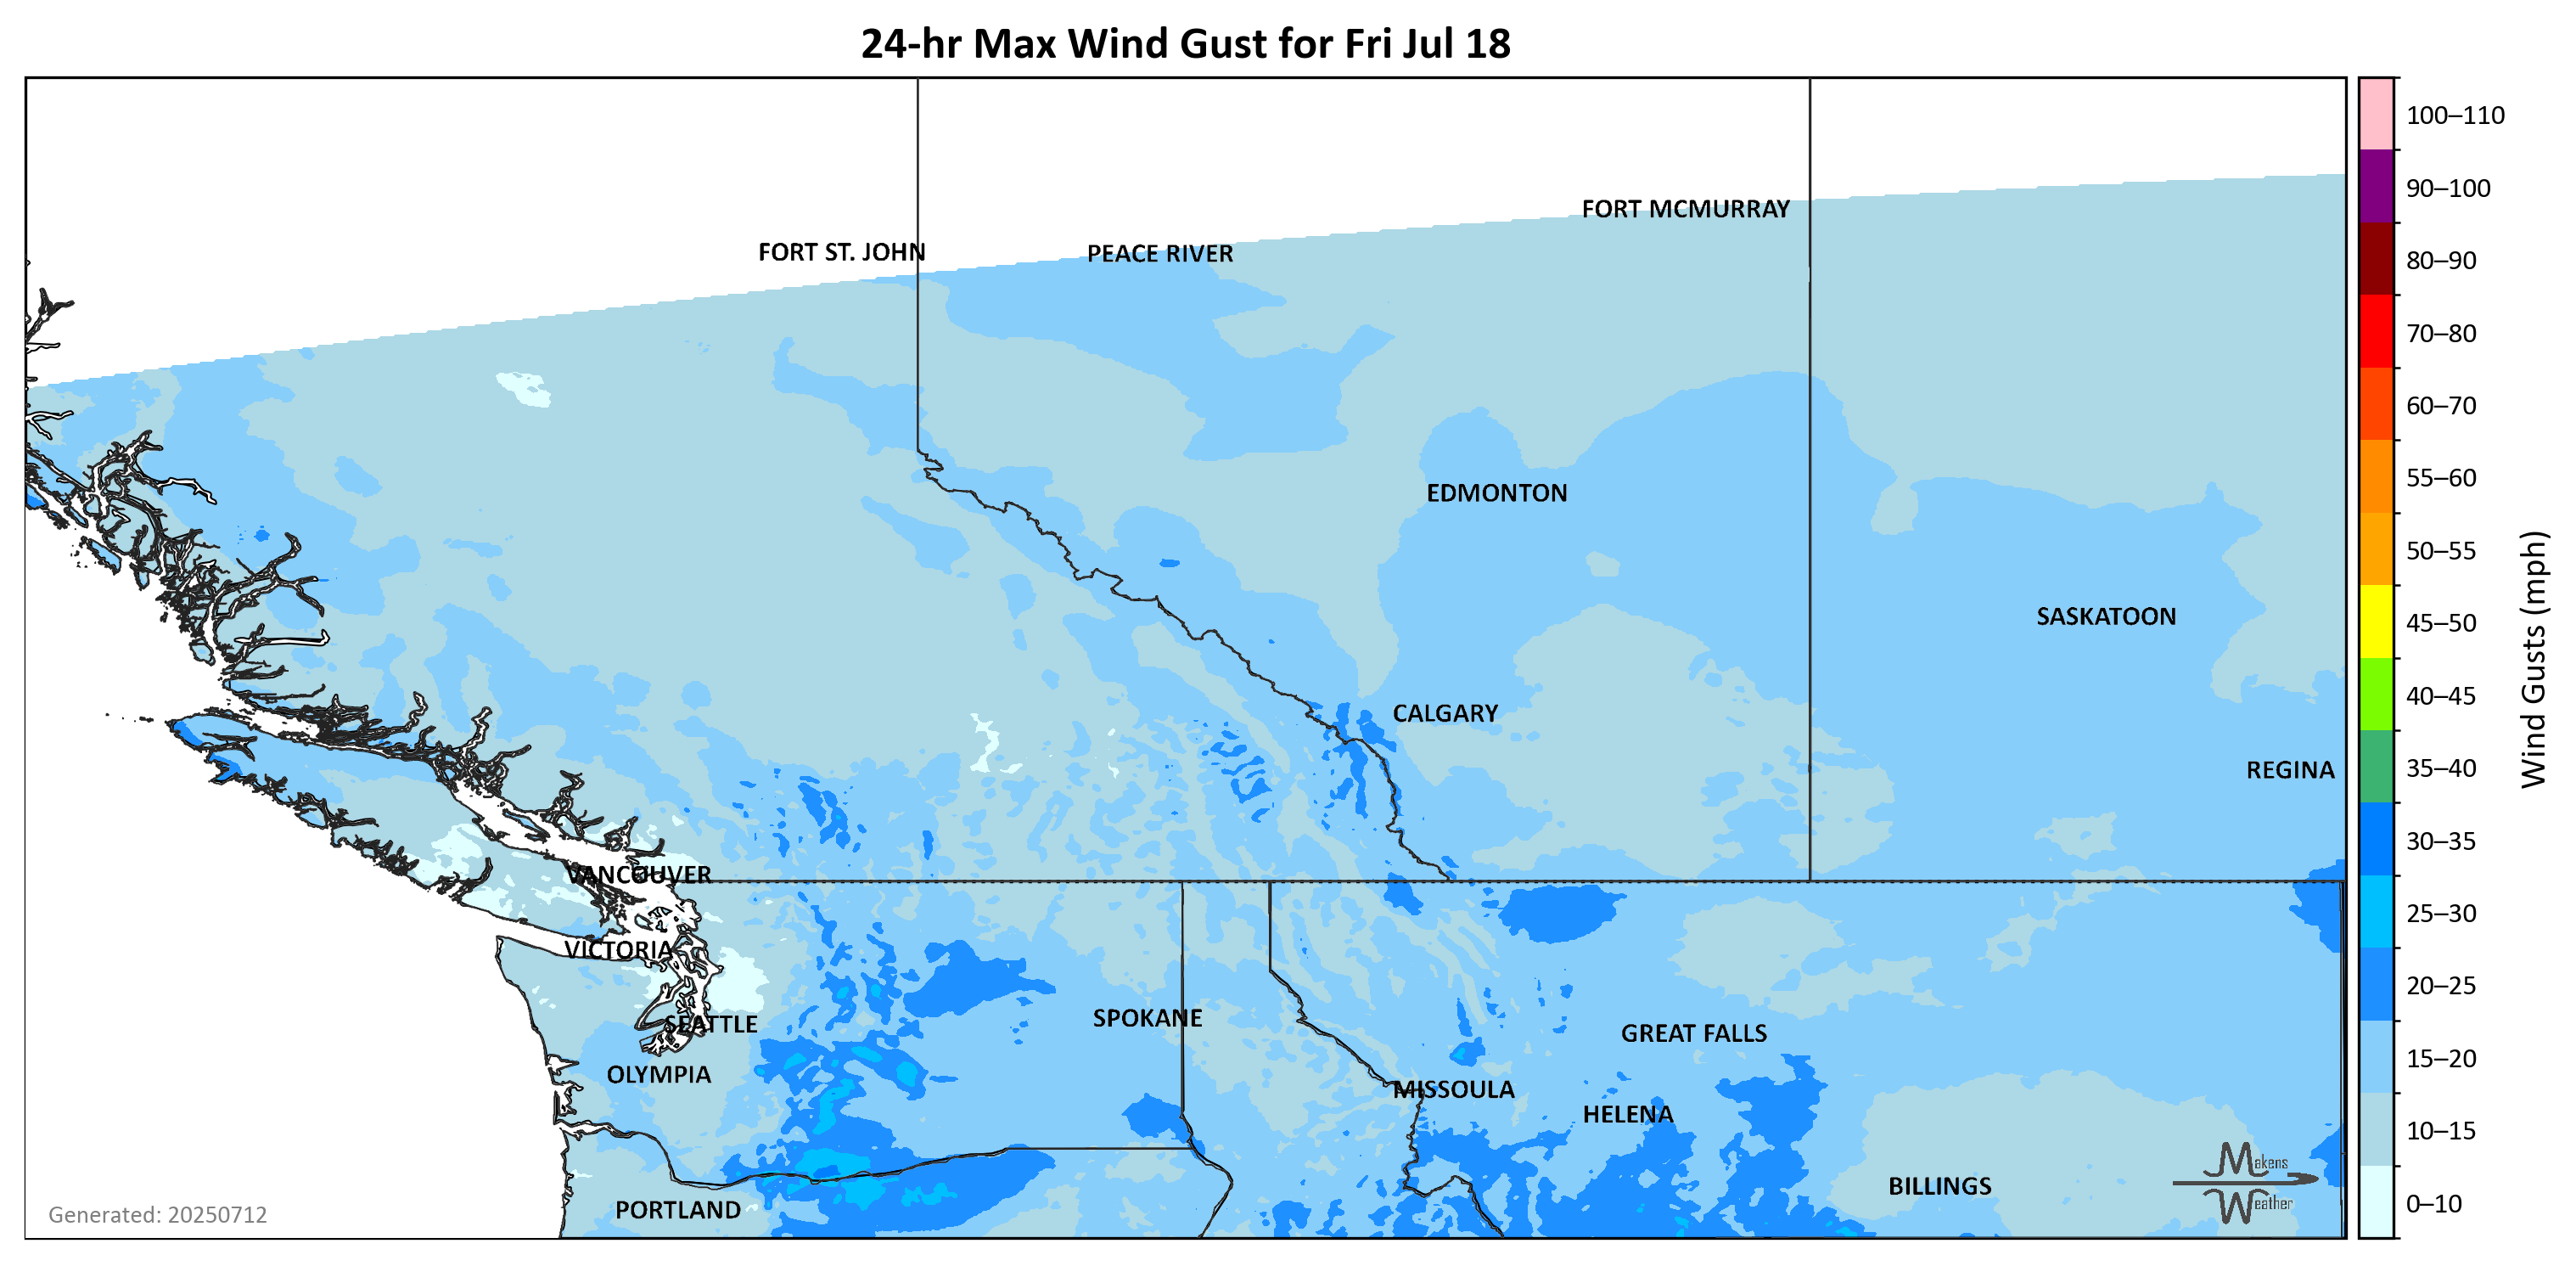 24-hr Max Wind Gust for Fri Jul 18
100–110
90–100
80–90
70–80
60–70
55–60
50–55
45–50
40–45
35–40
30–35
25–30
20–25
15–20
10–15
0–10
Wind Gusts (mph)
FORT MCMURRAY
FORT ST. JOHN
PEACE RIVER
EDMONTON
SASKATOON
CALGARY
REGINA
VANCOUVER
VICTORIA
SEATTLE
SPOKANE
GREAT FALLS
OLYMPIA
MISSOULA
HELENA
BILLINGS
PORTLAND
Makens
Weather
Generated: 20250712